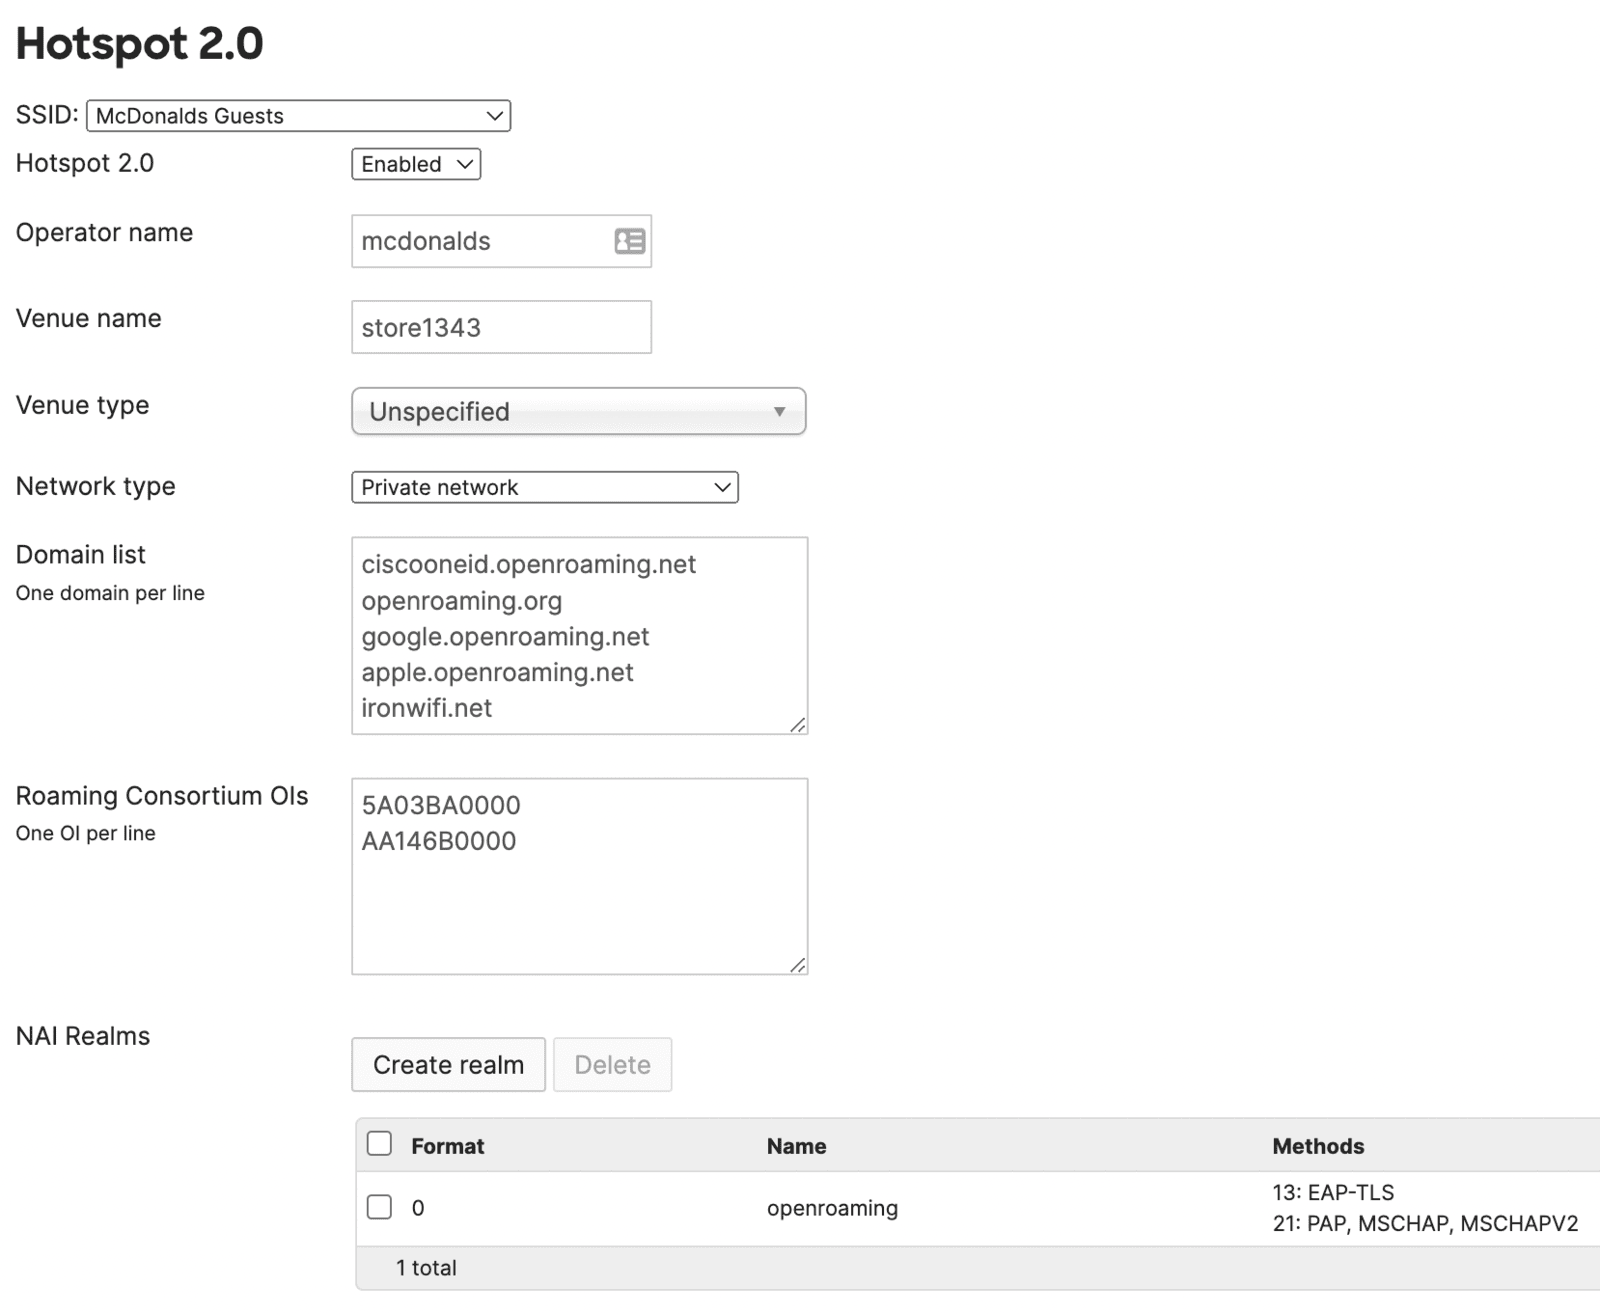 Hotspot 2.0
SSID: McDonalds Guests
Hotspot 2.0 Enabled
Operator name mcdonalds
Venue name store1343
Venue type Unspecified
Network type Private network
Domain list
One domain per line
ciscooneid.openroaming.net
openroaming.org
google.openroaming.net
apple.openroaming.net
ironwifi.net
Roaming Consortium OIs
One OI per line
5A03BA0000
AA146B0000
NAI Realms
Create realm Delete
Format Name Methods
0 openroaming 13: EAP-TLS
21: PAP, MSCHAP, MSCHAPV2
1 total